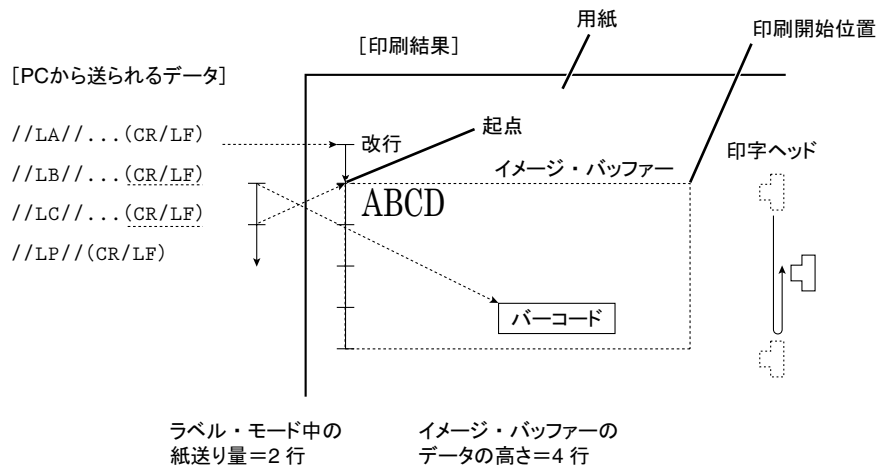 用紙
印刷開始位置
[印刷結果]
[PCから送られるデータ]
//LA//...(CR/LF)
改行
起点
イメージ・バッファー
印字ヘッド
//LB//...(CR/LF)
//LC//...(CR/LF)
ABCD
//LP//(CR/LF)
バーコード
ラベル・モード中の
紙送り量＝2 行
イメージ・バッファーの
データの高さ＝4 行